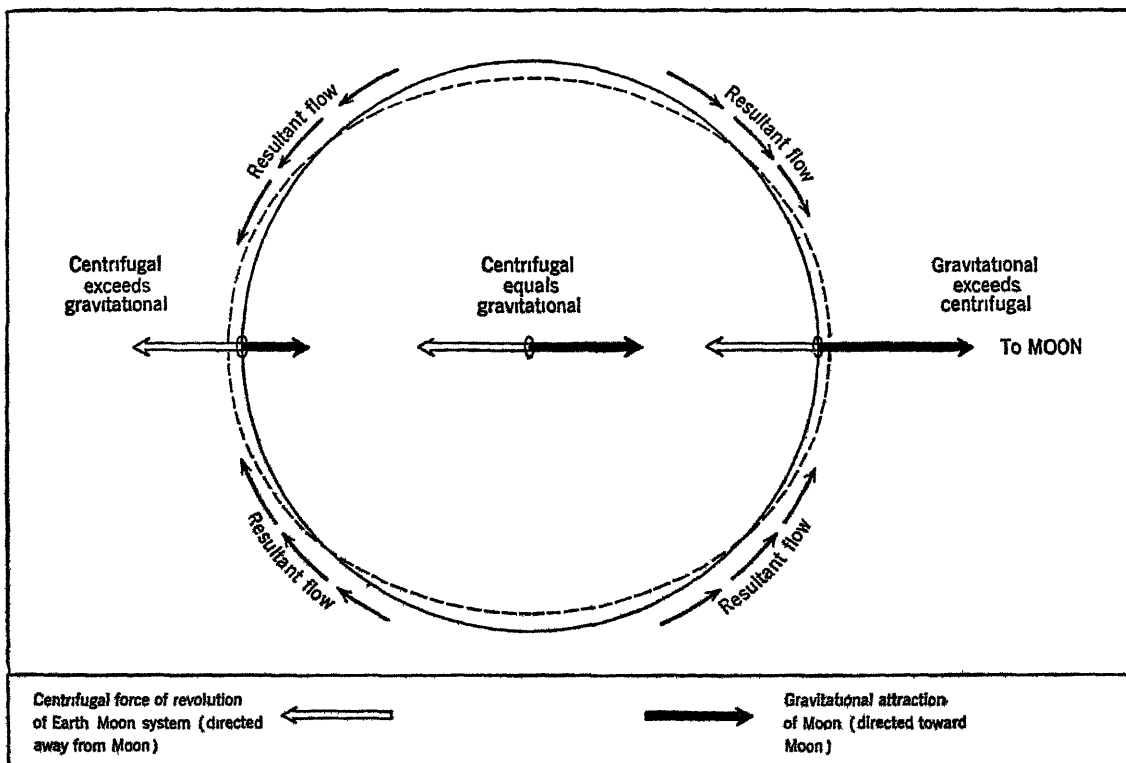 Resultant flow
Resultant flow
Centrifugal
exceeds
gravitational
Centrifugal
equals
gravitational
Gravitational
exceeds
centrifugal
To MOON
Resultant flow
Resultant flow
Centrifugal force of revolution
of Earth Moon system (directed
away from Moon)
Gravitational attraction
of Moon (directed toward
Moon)